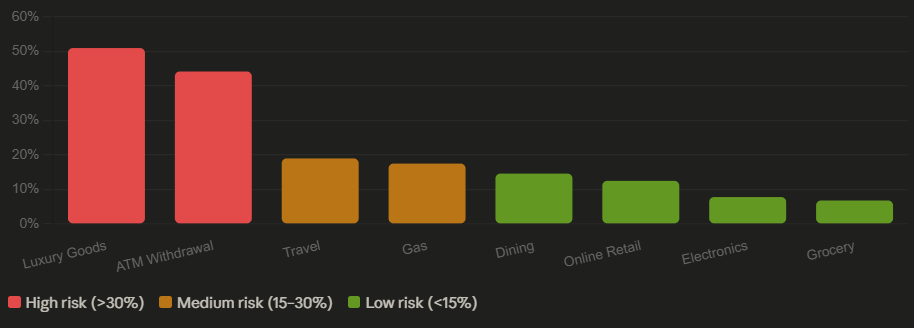 60%
50%
40%
30%
20%
10%
0%
Luxury Goods
ATM Withdrawal
Travel
Gas
Dining
Online Retail
Electronics
Grocery
High risk (>30%) Medium risk (15–30%) Low risk (<15%)